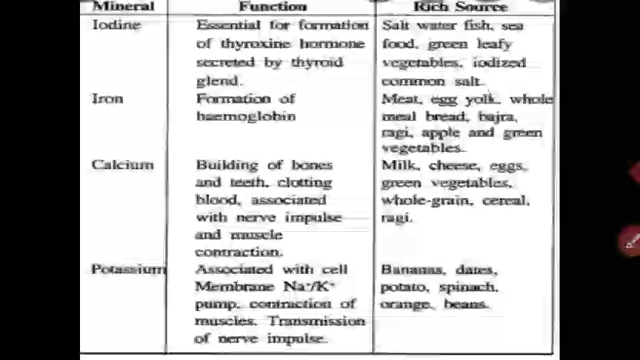 Mineral Function Rich Source
Iodine Essential for formation Salt water fish, sea
of thyroxine hormone food, green leafy
secreted by thyroid vegetables, iodized
glend. common salt.
Iron Formation of Meat, egg yolk, whole
haemoglobin meal bread, bajra,
ragi, apple and green
vegetables.
Calcium Building of bones Milk, cheese, eggs,
and teeth, clotting green vegetables,
blood, associated whole-grain, cereal,
with nerve impulse ragi.
and muscle
contraction.
Potassium Associated with cell Bananas, dates,
Membrane Na⁺/K⁺ potato, spinach,
pump, contraction of orange, beans.
muscles. Transmission
of nerve impulse.